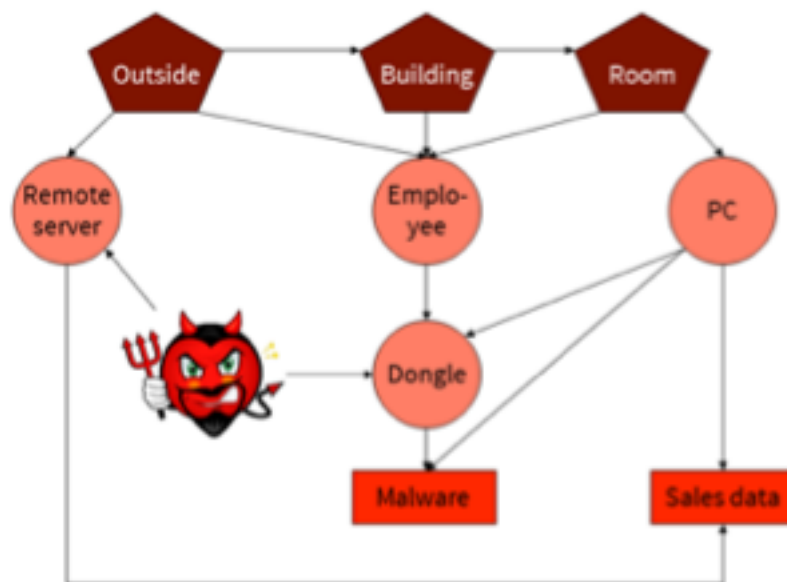 Outside
Building
Room
Remote
server
Emplo-
yee
PC
Dongle
Malware
Sales data